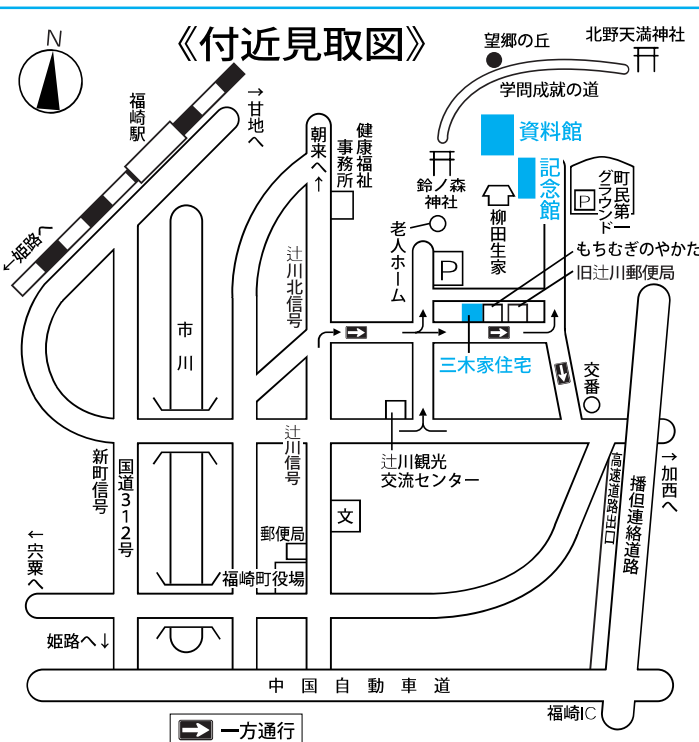 《付近見取図》
N
望郷の丘
北野天満神社
学問成就の道
福崎駅
→甘地へ
朝来へ→
健康福祉
事務所
資料館
記念館
鈴ノ森
神社
柳田生家
町民第一
グラウンド
P
老人ホーム
P
もちむぎのやかた
旧辻川郵便局
←姫路へ
辻川北信号
市川
三木家住宅
交番
辻川信号
辻川観光
交流センター
新町信号
国道312号
高速道路出口
播但連絡道路
→加西へ
文
郵便局
←宍粟へ
福崎町役場
姫路へ↓
中国自動車道
福崎IC
一方通行